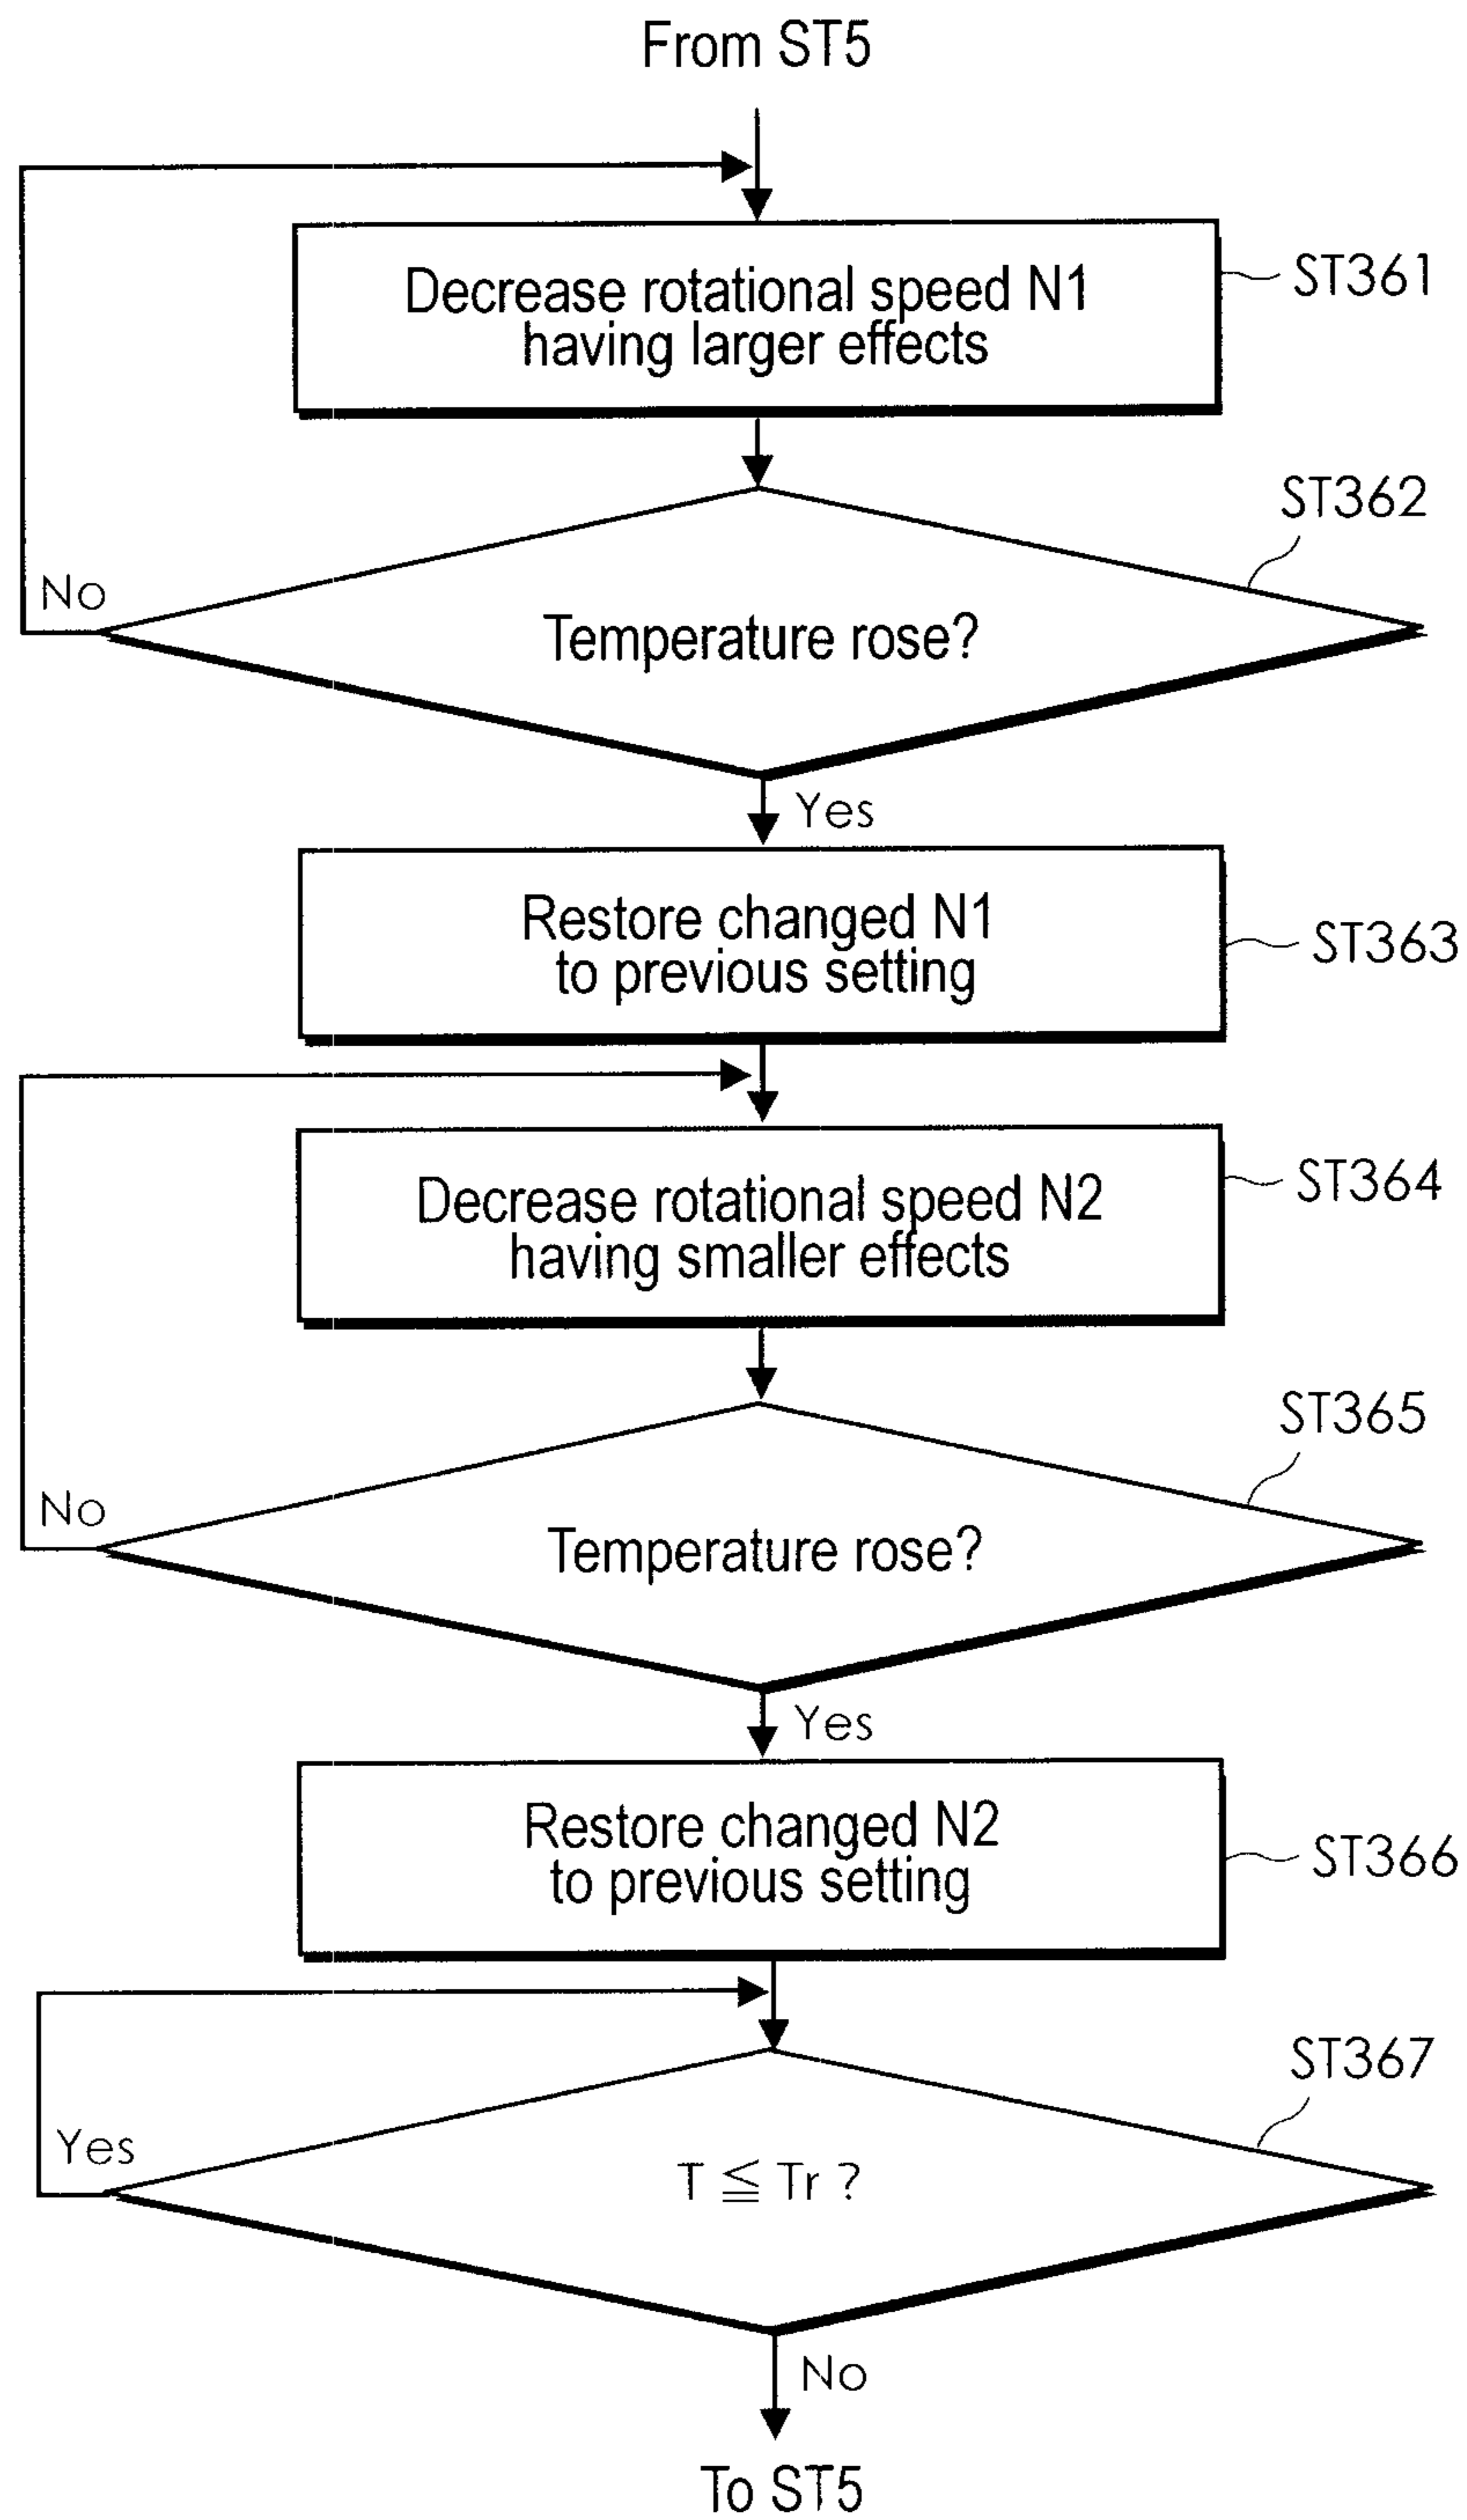 From ST5
Decrease rotational speed N1
having larger effects
ST361
ST362
No
Temperature rose?
Yes
Restore changed N1
to previous setting
ST363
Decrease rotational speed N2
having smaller effects
ST364
ST365
No
Temperature rose?
Yes
Restore changed N2
to previous setting
ST366
ST367
Yes
T ≦ Tr ?
No
To ST5